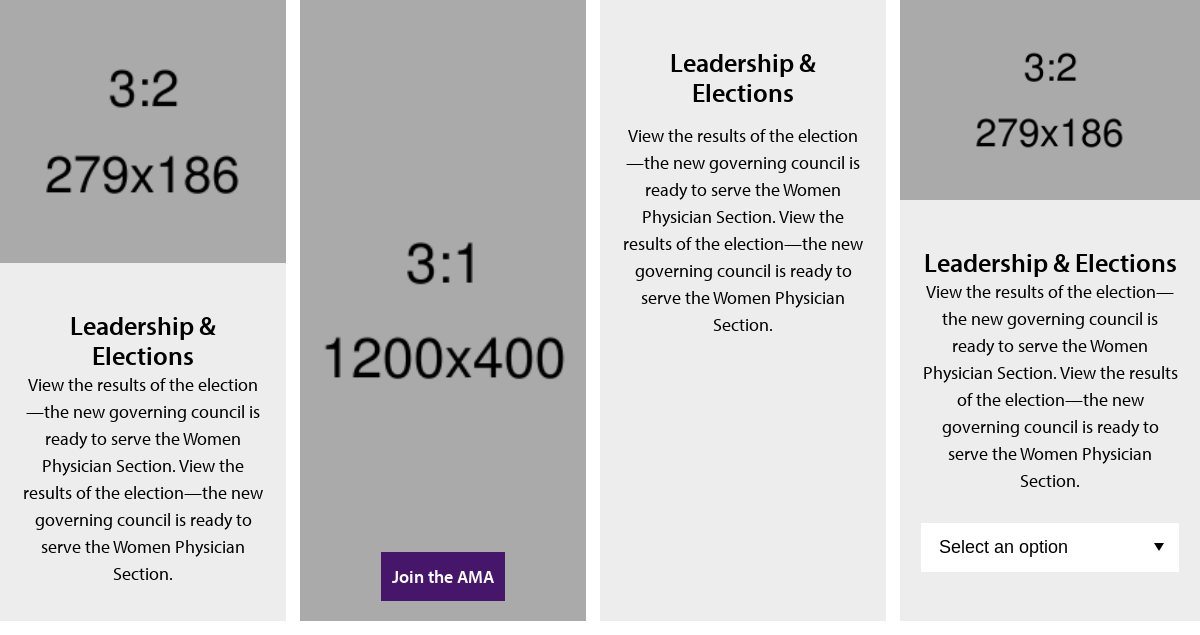 3:2
279x186
Leadership &
Elections
View the results of the election
—the new governing council is
ready to serve the Women
Physician Section. View the
results of the election—the new
governing council is ready to
serve the Women Physician
Section.
3:1
1200x400
Join the AMA
Leadership &
Elections
View the results of the election
—the new governing council is
ready to serve the Women
Physician Section. View the
results of the election—the new
governing council is ready to
serve the Women Physician
Section.
3:2
279x186
Leadership & Elections
View the results of the election—
the new governing council is
ready to serve the Women
Physician Section. View the results
of the election—the new
governing council is ready to
serve the Women Physician
Section.
Select an option